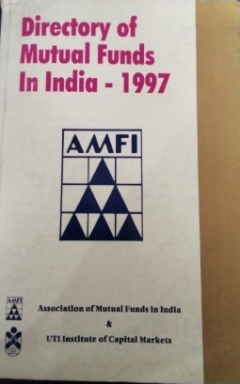 Directory of
Mutual Funds
In India - 1997
AMFI
AMFI
Association of Mutual Funds in India
&
UTI Institute of Capital Markets